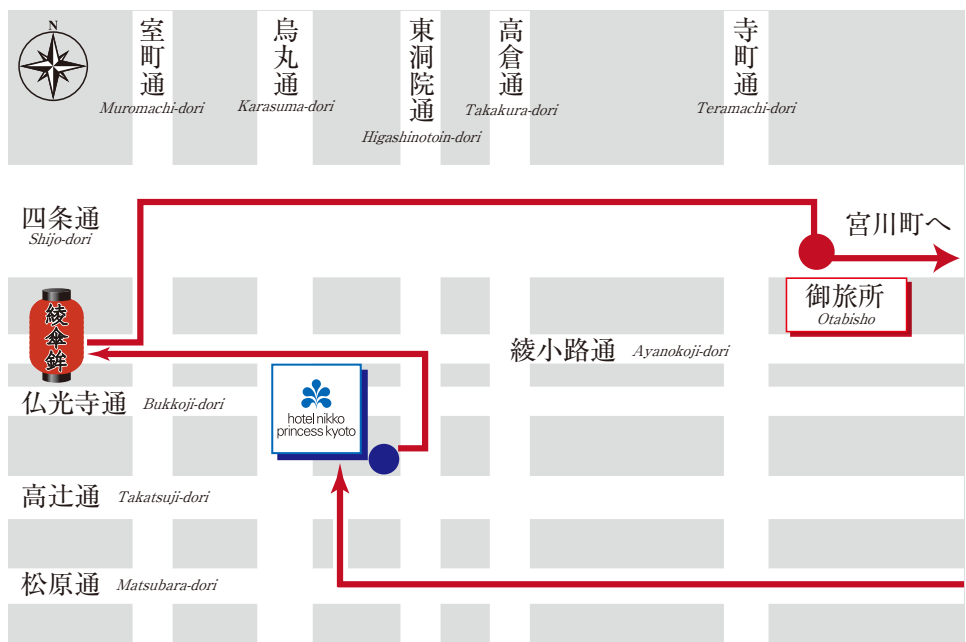 N
室町通
Muromachi-dori
烏丸通
Karasuma-dori
東洞院通
Higashinotoin-dori
高倉通
Takakura-dori
寺町通
Teramachi-dori
四条通
Shijo-dori
宮川町へ
御旅所
Otabisho
綾傘鉾
綾小路通
Ayanokoji-dori
仏光寺通
Bukkoji-dori
hotel nikko
princess kyoto
高辻通
Takatsuji-dori
松原通
Matsubara-dori